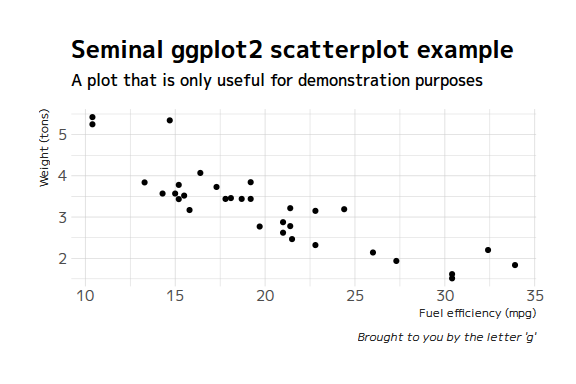 Seminal ggplot2 scatterplot example
A plot that is only useful for demonstration purposes
Weight (tons)
5
4
3
2
10 15 20 25 30 35
Fuel efficiency (mpg)
Brought to you by the letter 'g'